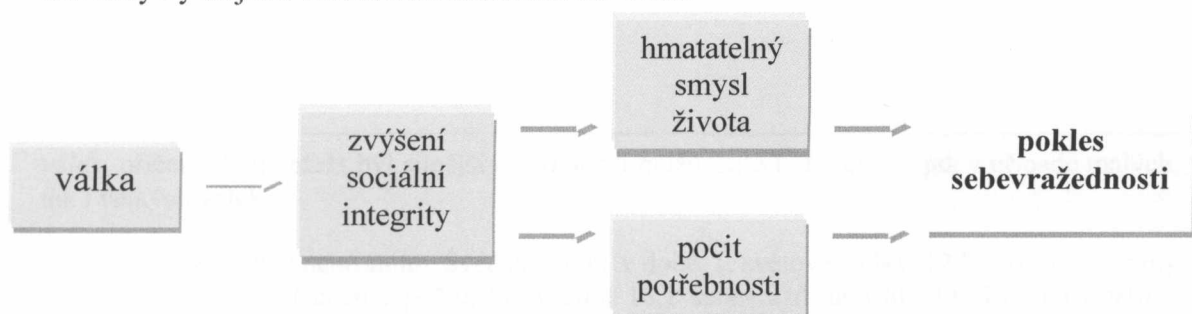 válka
zvýšení
sociální
integrity
hmatatelný
smysl
života
pocit
potřebnosti
pokles
sebevražednosti